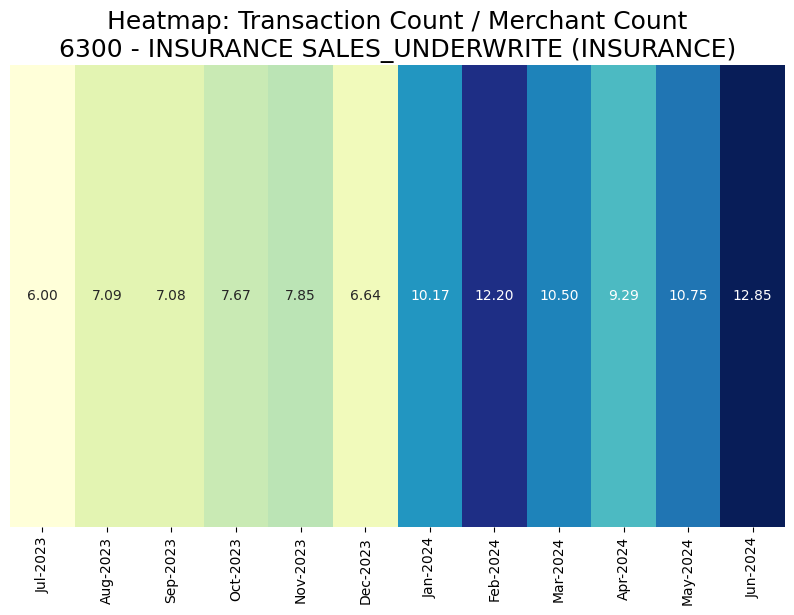 Heatmap: Transaction Count / Merchant Count
6300 - INSURANCE SALES_UNDERWRITE (INSURANCE)
6.00 7.09 7.08 7.67 7.85 6.64 10.17 12.20 10.50 9.29 10.75 12.85
Jul-2023 Aug-2023 Sep-2023 Oct-2023 Nov-2023 Dec-2023 Jan-2024 Feb-2024 Mar-2024 Apr-2024 May-2024 Jun-2024